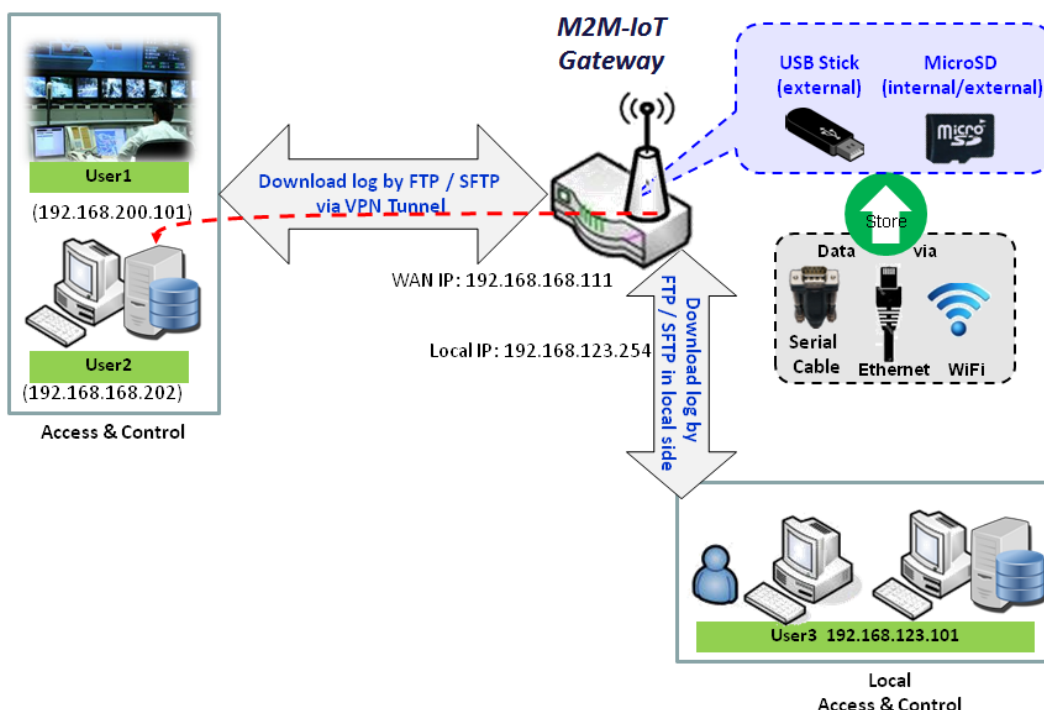 M2M-IoT
Gateway
USB Stick
(external)
MicroSD
(internal/external)
Micro
SD
Store
Data via
Serial
Cable
Ethernet
WiFi
User1
(192.168.200.101)
User2
(192.168.168.202)
Access & Control
Download log by FTP / SFTP
via VPN Tunnel
WAN IP: 192.168.168.111
Local IP: 192.168.123.254
Download log by
FTP / SFTP in local side
User3 192.168.123.101
Local
Access & Control